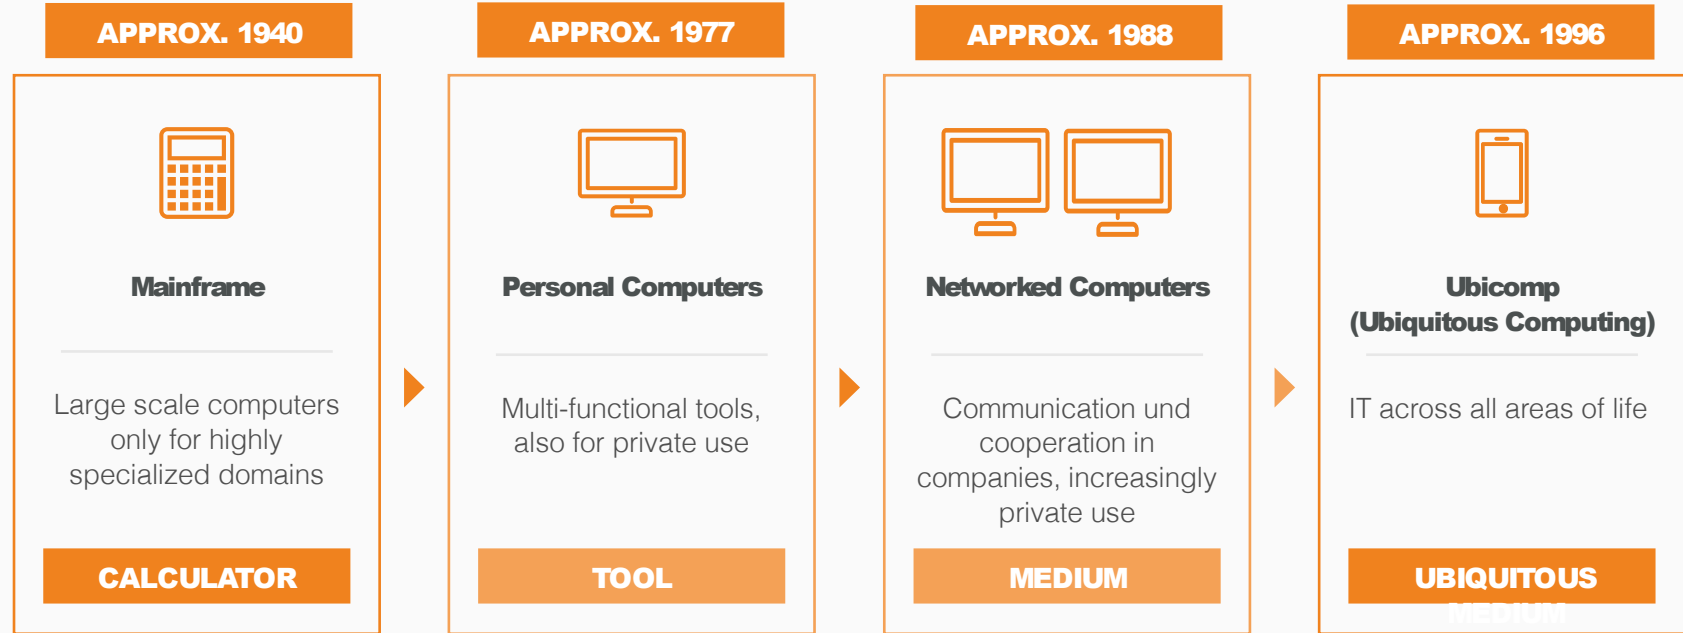 APPROX. 1940
Mainframe
Large scale computers
only for highly
specialized domains
CALCULATOR
APPROX. 1977
Personal Computers
Multi-functional tools,
also for private use
TOOL
APPROX. 1988
Networked Computers
Communication und
cooperation in
companies, increasingly
private use
MEDIUM
APPROX. 1996
Ubicomp
(Ubiquitous Computing)
IT across all areas of life
UBIQUITOUS
MEDIUM